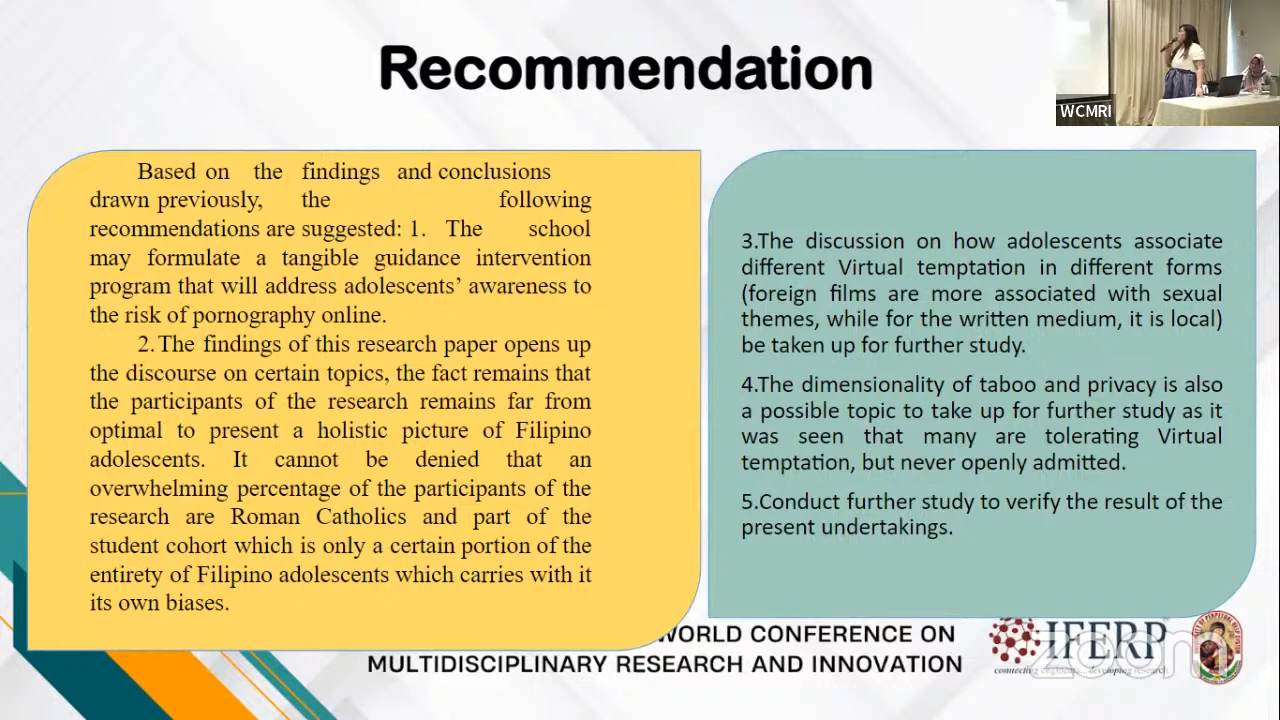 Recommendation
WCMRI
Based on the findings and conclusions
drawn previously, the following
recommendations are suggested: 1. The school
may formulate a tangible guidance intervention
program that will address adolescents' awareness to
the risk of pornography online.
2.The findings of this research paper opens up
the discourse on certain topics, the fact remains that
the participants of the research remains far from
optimal to present a holistic picture of Filipino
adolescents. It cannot be denied that an
overwhelming percentage of the participants of the
research are Roman Catholics and part of the
student cohort which is only a certain portion of the
entirety of Filipino adolescents which carries with it
its own biases.
3.The discussion on how adolescents associate
different Virtual temptation in different forms
(foreign films are more associated with sexual
themes, while for the written medium, it is local)
be taken up for further study.
4.The dimensionality of taboo and privacy is also
a possible topic to take up for further study as it
was seen that many are tolerating Virtual
temptation, but never openly admitted.
5.Conduct further study to verify the result of the
present undertakings.
WORLD CONFERENCE ON
MULTIDISCIPLINARY RESEARCH AND INNOVATION
IFERP
zoom